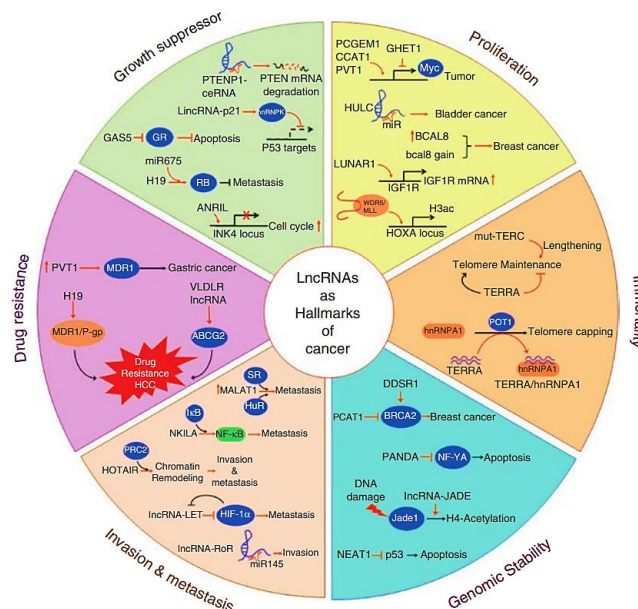 Growth suppressor
PTENP1-
ceRNA
PTEN mRNA
degradation
LincRNA-p21
hnRNPK
P53 targets
GAS5
GR
Apoptosis
miR675
H19
RB
Metastasis
ANRIL
INK4 locus
Cell cycle
Proliferation
PCGEM1
CCAT1
PVT1
GHET1
Myc
Tumor
HULC
miR
Bladder cancer
BCAL8
bcal8 gain
Breast cancer
LUNAR1
IGF1R
IGF1R mRNA
WDR5/
MLL
H3ac
HOXA locus
mut-TERC
Lengthening
Telomere Maintenance
TERRA
hnRNPA1
POT1
Telomere capping
TERRA
hnRNPA1
TERRA/hnRNPA1
Genomic Stability
DDSR1
PCAT1
BRCA2
Breast cancer
PANDA
NF-YA
Apoptosis
DNA
damage
lncRNA-JADE
Jade1
H4-Acetylation
NEAT1
p53
Apoptosis
Invasion & metastasis
SR
MALAT1
Metastasis
HuR
IκB
NKILA
NF-κB
Metastasis
PRC2
HOTAIR
Chromatin
Remodeling
Invasion
&
metastasis
lncRNA-LET
HIF-1α
Metastasis
lncRNA-RoR
miR145
Invasion
Drug resistance
PVT1
MDR1
Gastric cancer
H19
MDR1/P-gp
VLDLR
lncRNA
ABCG2
Drug
Resistance
HCC
LncRNAs
as
Hallmarks
of
cancer